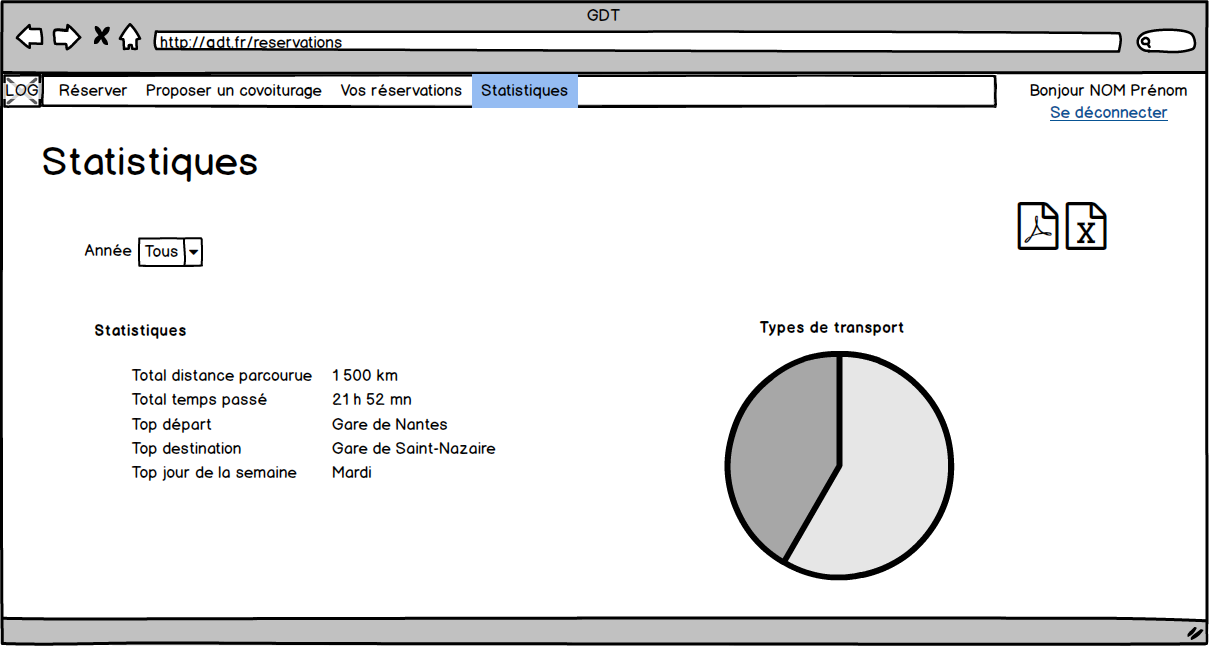 GDT
http://gdt.fr/reservations
LOG Réserver Proposer un covoiturage Vos réservations Statistiques Bonjour NOM Prénom
Se déconnecter
Statistiques
Année Tous
X
Statistiques
Types de transport
Total distance parcourue 1 500 km
Total temps passé 21 h 52 mn
Top départ Gare de Nantes
Top destination Gare de Saint-Nazaire
Top jour de la semaine Mardi